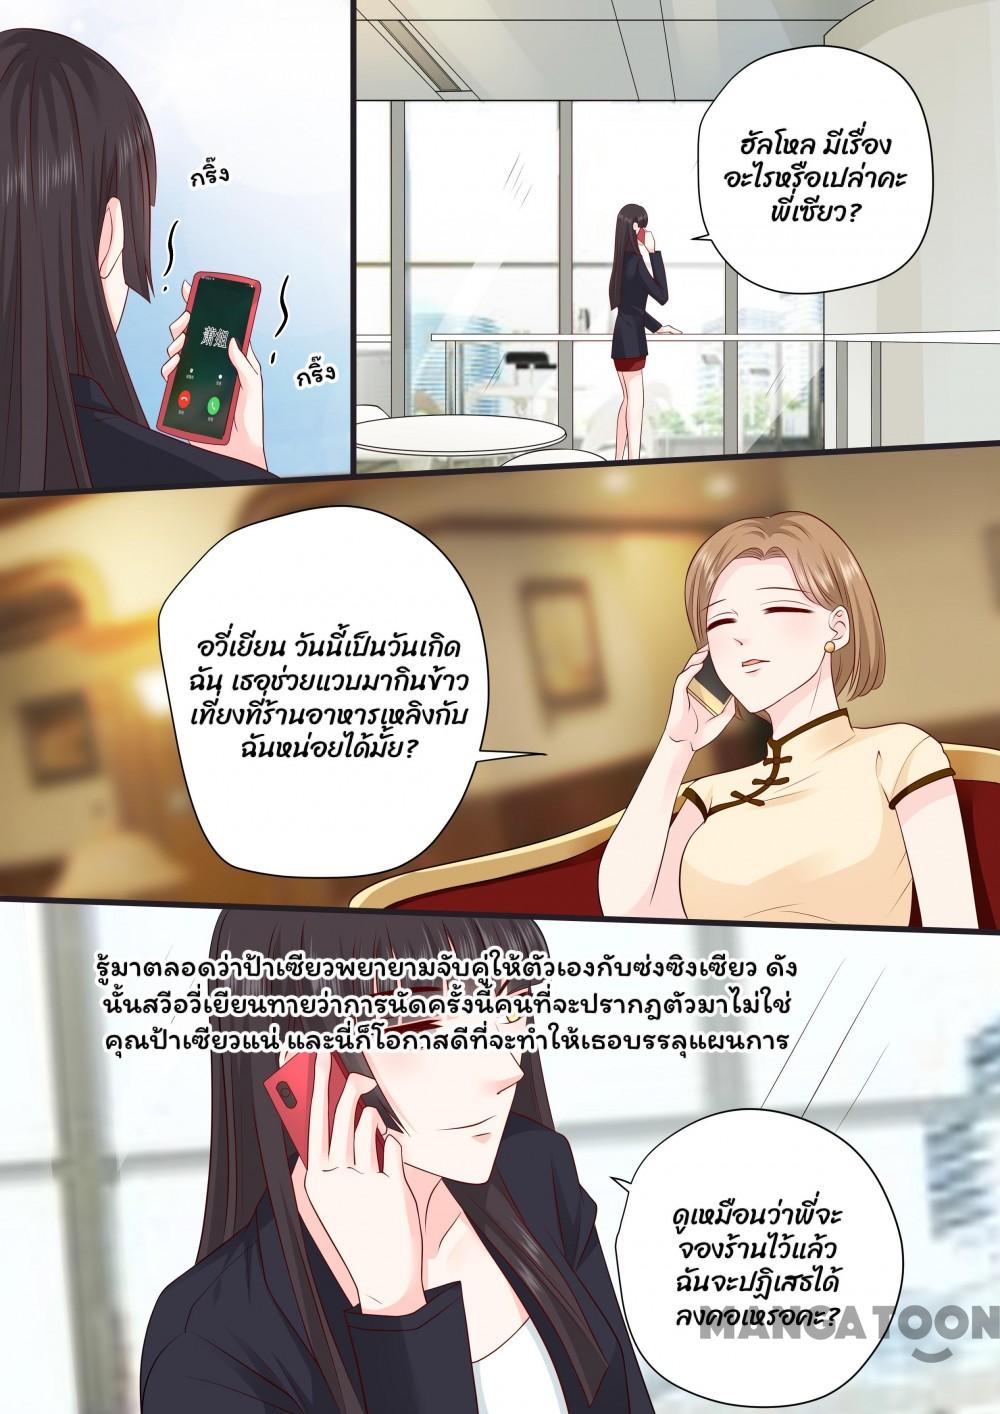 กริ๊ง
萧烟
กริ๊ง
ฮัลโหล มีเรื่อง
อะไรหรือเปล่าคะ
พี่เซียว?
อวี่เยียน วันนี้เป็นวันเกิด
ฉัน เธอช่วยแวบมากินข้าว
เที่ยงที่ร้านอาหารเหลิงกับ
ฉันหน่อยได้มั้ย?
รู้มาตลอดว่าป้าเซียวพยายามจับคู่ให้ตัวเองกับซ่งซิงเซียว ดัง
นั้นสวีอวี่เยียนทายว่าการนัดครั้งนี้คนที่จะปรากฎตัวมาไม่ใช่
คุณป้าเซียวแน่ และนี่ก็โอกาสดีที่จะทำให้เธอบรรลุแผนการ
ดูเหมือนว่าพี่จะ
จองร้านไว้แล้ว
ฉันจะปฏิเสธได้
ลงคอเหรอคะ?
MANGATOON